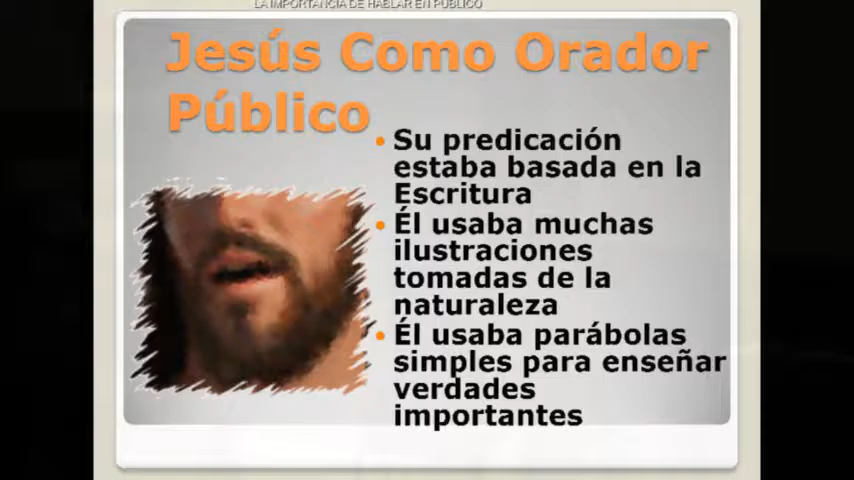 LA IMPORTANCIA DE HABLAR EN PUBLICO
Jesús Como Orador
Público
• Su predicación
estaba basada en la
Escritura
• Él usaba muchas
ilustraciones
tomadas de la
naturaleza
• Él usaba parábolas
simples para enseñar
verdades
importantes